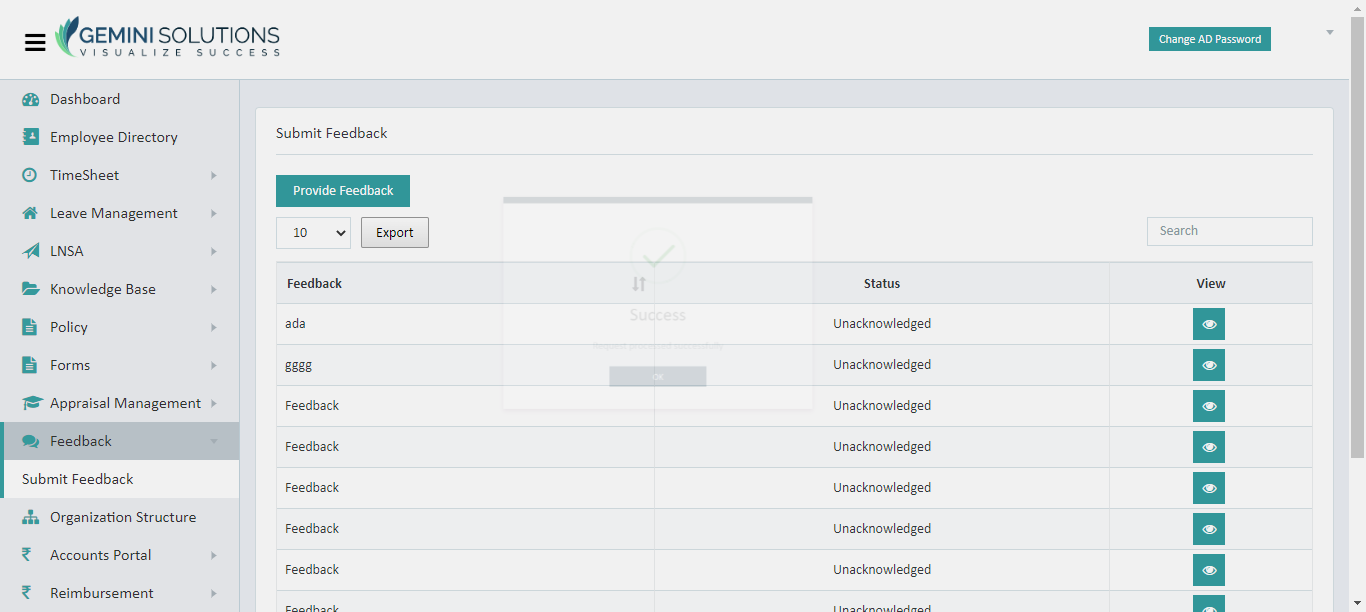 GEMINI SOLUTIONS
VISUALIZE SUCCESS
Change AD Password
Dashboard
Employee Directory
TimeSheet
Leave Management
LNSA
Knowledge Base
Policy
Forms
Appraisal Management
Feedback
Submit Feedback
Organization Structure
Accounts Portal
Reimbursement
Submit Feedback
Provide Feedback
10
Export
Search
Feedback
Status
View
ada
Unacknowledged
gggg
Unacknowledged
Feedback
Unacknowledged
Feedback
Unacknowledged
Feedback
Unacknowledged
Feedback
Unacknowledged
Feedback
Unacknowledged
Feedback
Unacknowledged
Success
Request processed successfully
OK